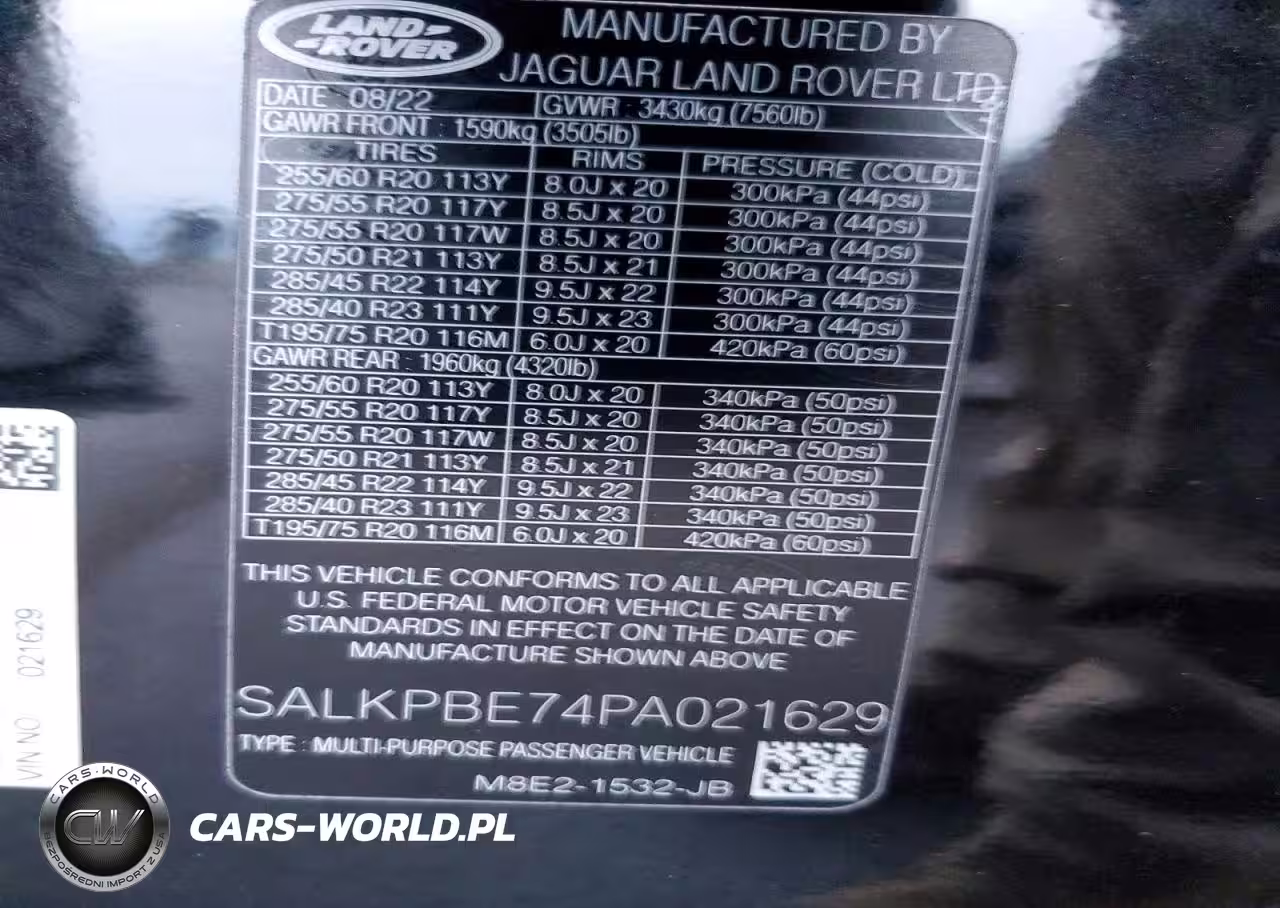 LAND ROVER
MANUFACTURED BY
JAGUAR LAND ROVER LTD
DATE 08/22 GVWR : 3430kg (7560lb)
GAWR FRONT : 1590kg (3505lb)
TIRES RIMS PRESSURE (COLD)
255/60 R20 113Y 8.0J x 20 300kPa (44psi)
275/55 R20 117Y 8.5J x 20 300kPa (44psi)
275/55 R20 117W 8.5J x 20 300kPa (44psi)
275/50 R21 113Y 8.5J x 21 300kPa (44psi)
285/45 R22 114Y 9.5J x 22 300kPa (44psi)
285/40 R23 111Y 9.5J x 23 300kPa (44psi)
T195/75 R20 116M 6.0J x 20 420kPa (60psi)
GAWR REAR : 1960kg (4320lb)
255/60 R20 113Y 8.0J x 20 340kPa (50psi)
275/55 R20 117Y 8.5J x 20 340kPa (50psi)
275/55 R20 117W 8.5J x 20 340kPa (50psi)
275/50 R21 113Y 8.5J x 21 340kPa (50psi)
285/45 R22 114Y 9.5J x 22 340kPa (50psi)
285/40 R23 111Y 9.5J x 23 340kPa (50psi)
T195/75 R20 116M 6.0J x 20 420kPa (60psi)
THIS VEHICLE CONFORMS TO ALL APPLICABLE
U.S. FEDERAL MOTOR VEHICLE SAFETY
STANDARDS IN EFFECT ON THE DATE OF
MANUFACTURE SHOWN ABOVE
SALKPBE74PA021629
TYPE : MULTI-PURPOSE PASSENGER VEHICLE
M8E2-1532-JB
VIN NO 021629
CARS-WORLD
CW
BEZPOŚREDNI IMPORT Z USA
CARS-WORLD.PL